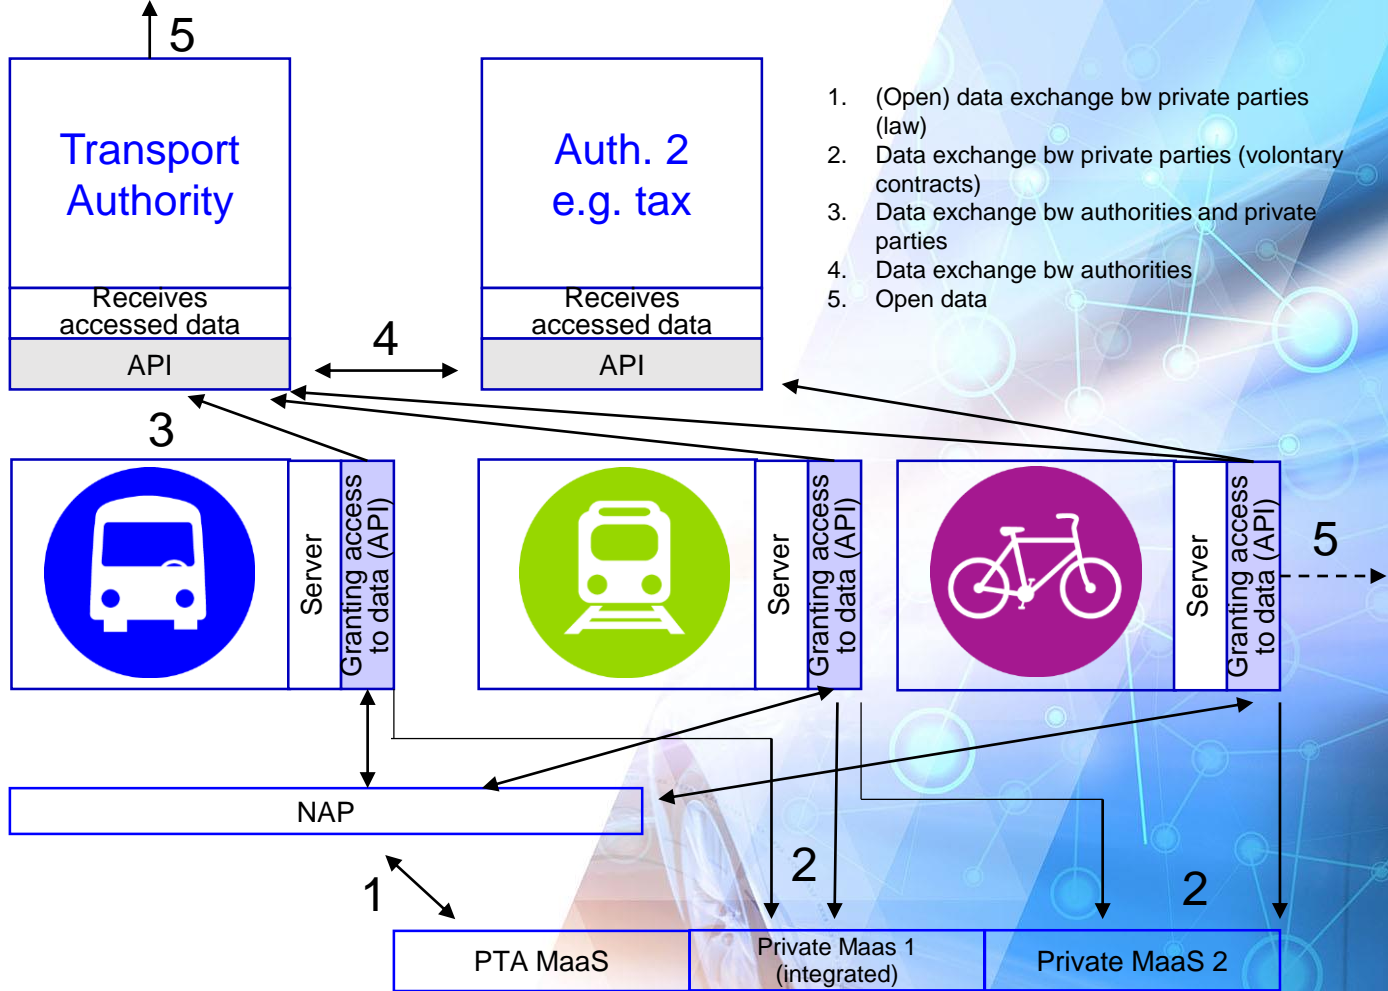 5
Transport
Authority
Receives
accessed data
API
4
Auth. 2
e.g. tax
Receives
accessed data
API
1. (Open) data exchange bw private parties
(law)
2. Data exchange bw private parties (volontary
contracts)
3. Data exchange bw authorities and private
parties
4. Data exchange bw authorities
5. Open data
3
Server
Granting access
to data (API)
Server
Granting access
to data (API)
Server
Granting access
to data (API)
5
NAP
1
2
2
PTA MaaS
Private Maas 1
(integrated)
Private MaaS 2